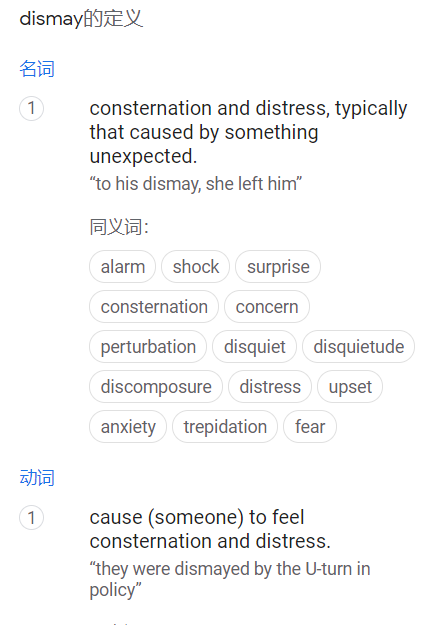 dismay的定义
名词
1
consternation and distress, typically
that caused by something
unexpected.
“to his dismay, she left him”
同义词：
alarm shock surprise
consternation concern
perturbation disquiet disquietude
discomposure distress upset
anxiety trepidation fear
动词
1
cause (someone) to feel
consternation and distress.
“they were dismayed by the U-turn in
policy”